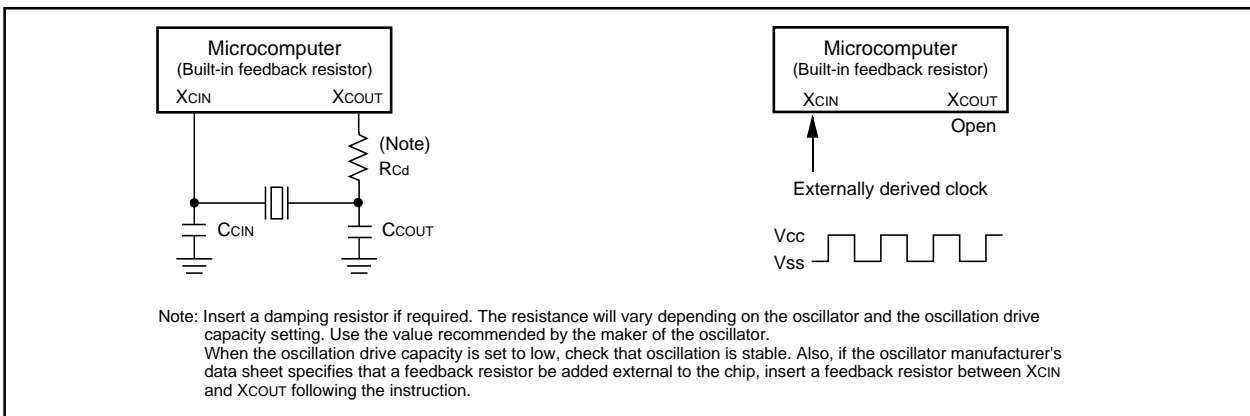 Microcomputer
(Built-in feedback resistor)
XCIN XCOUT
(Note)
RCd
CCIN CCOUT
Microcomputer
(Built-in feedback resistor)
XCIN XCOUT
Open
Externally derived clock
Vcc
Vss
Note: Insert a damping resistor if required. The resistance will vary depending on the oscillator and the oscillation drive
capacity setting. Use the value recommended by the maker of the oscillator.
When the oscillation drive capacity is set to low, check that oscillation is stable. Also, if the oscillator manufacturer's
data sheet specifies that a feedback resistor be added external to the chip, insert a feedback resistor between XCIN
and XCOUT following the instruction.